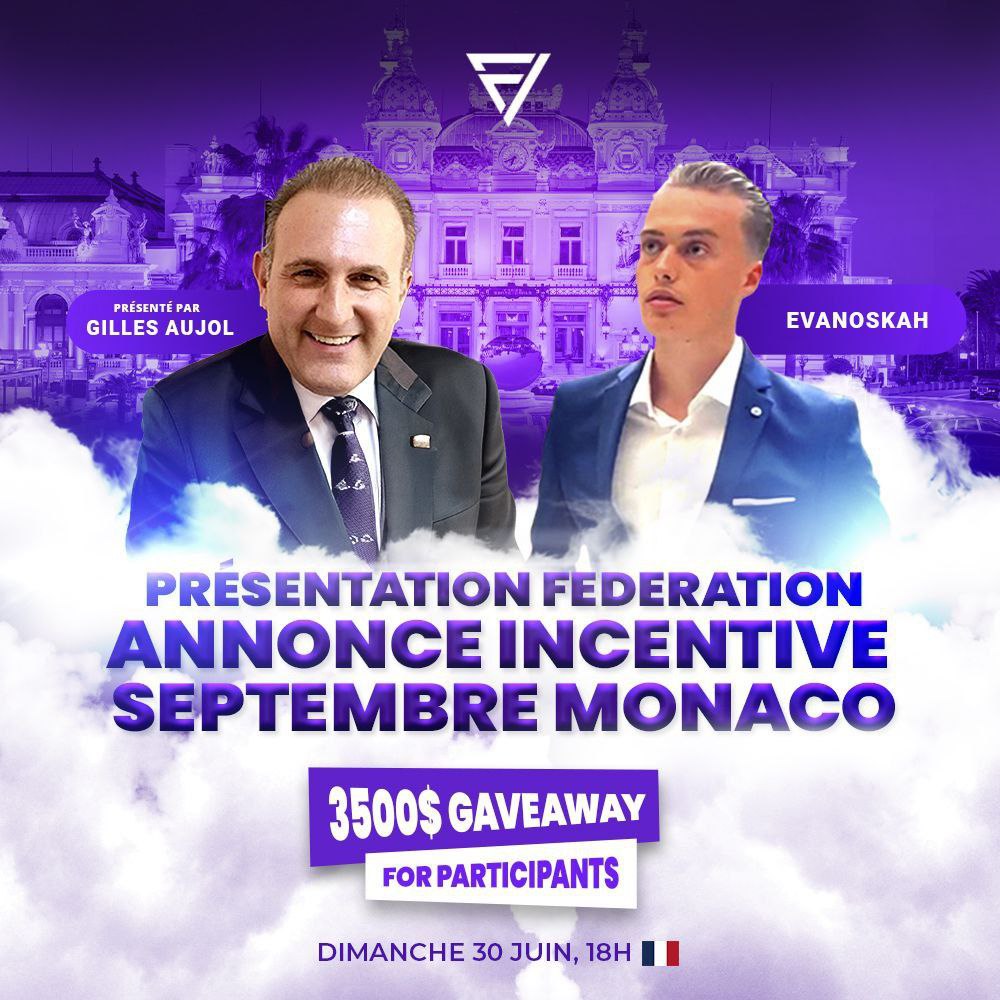 PRÉSENTÉ PAR
GILLES AUJOL
EVANOSKAH
PRÉSENTATION FEDERATION
ANNONCE INCENTIVE
SEPTEMBRE MONACO
3500$ GAVEAWAY
FOR PARTICIPANTS
DIMANCHE 30 JUIN, 18H